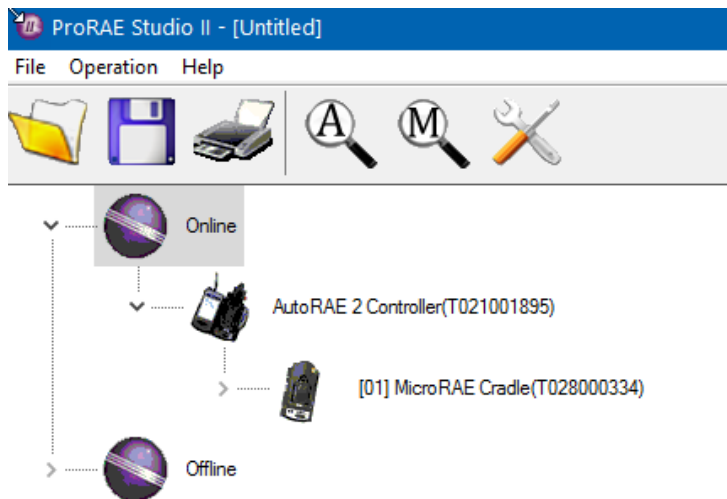 ProRAE Studio II - [Untitled]
File Operation Help
A M
Online
AutoRAE 2 Controller(T021001895)
[01] MicroRAE Cradle(T028000334)
Offline